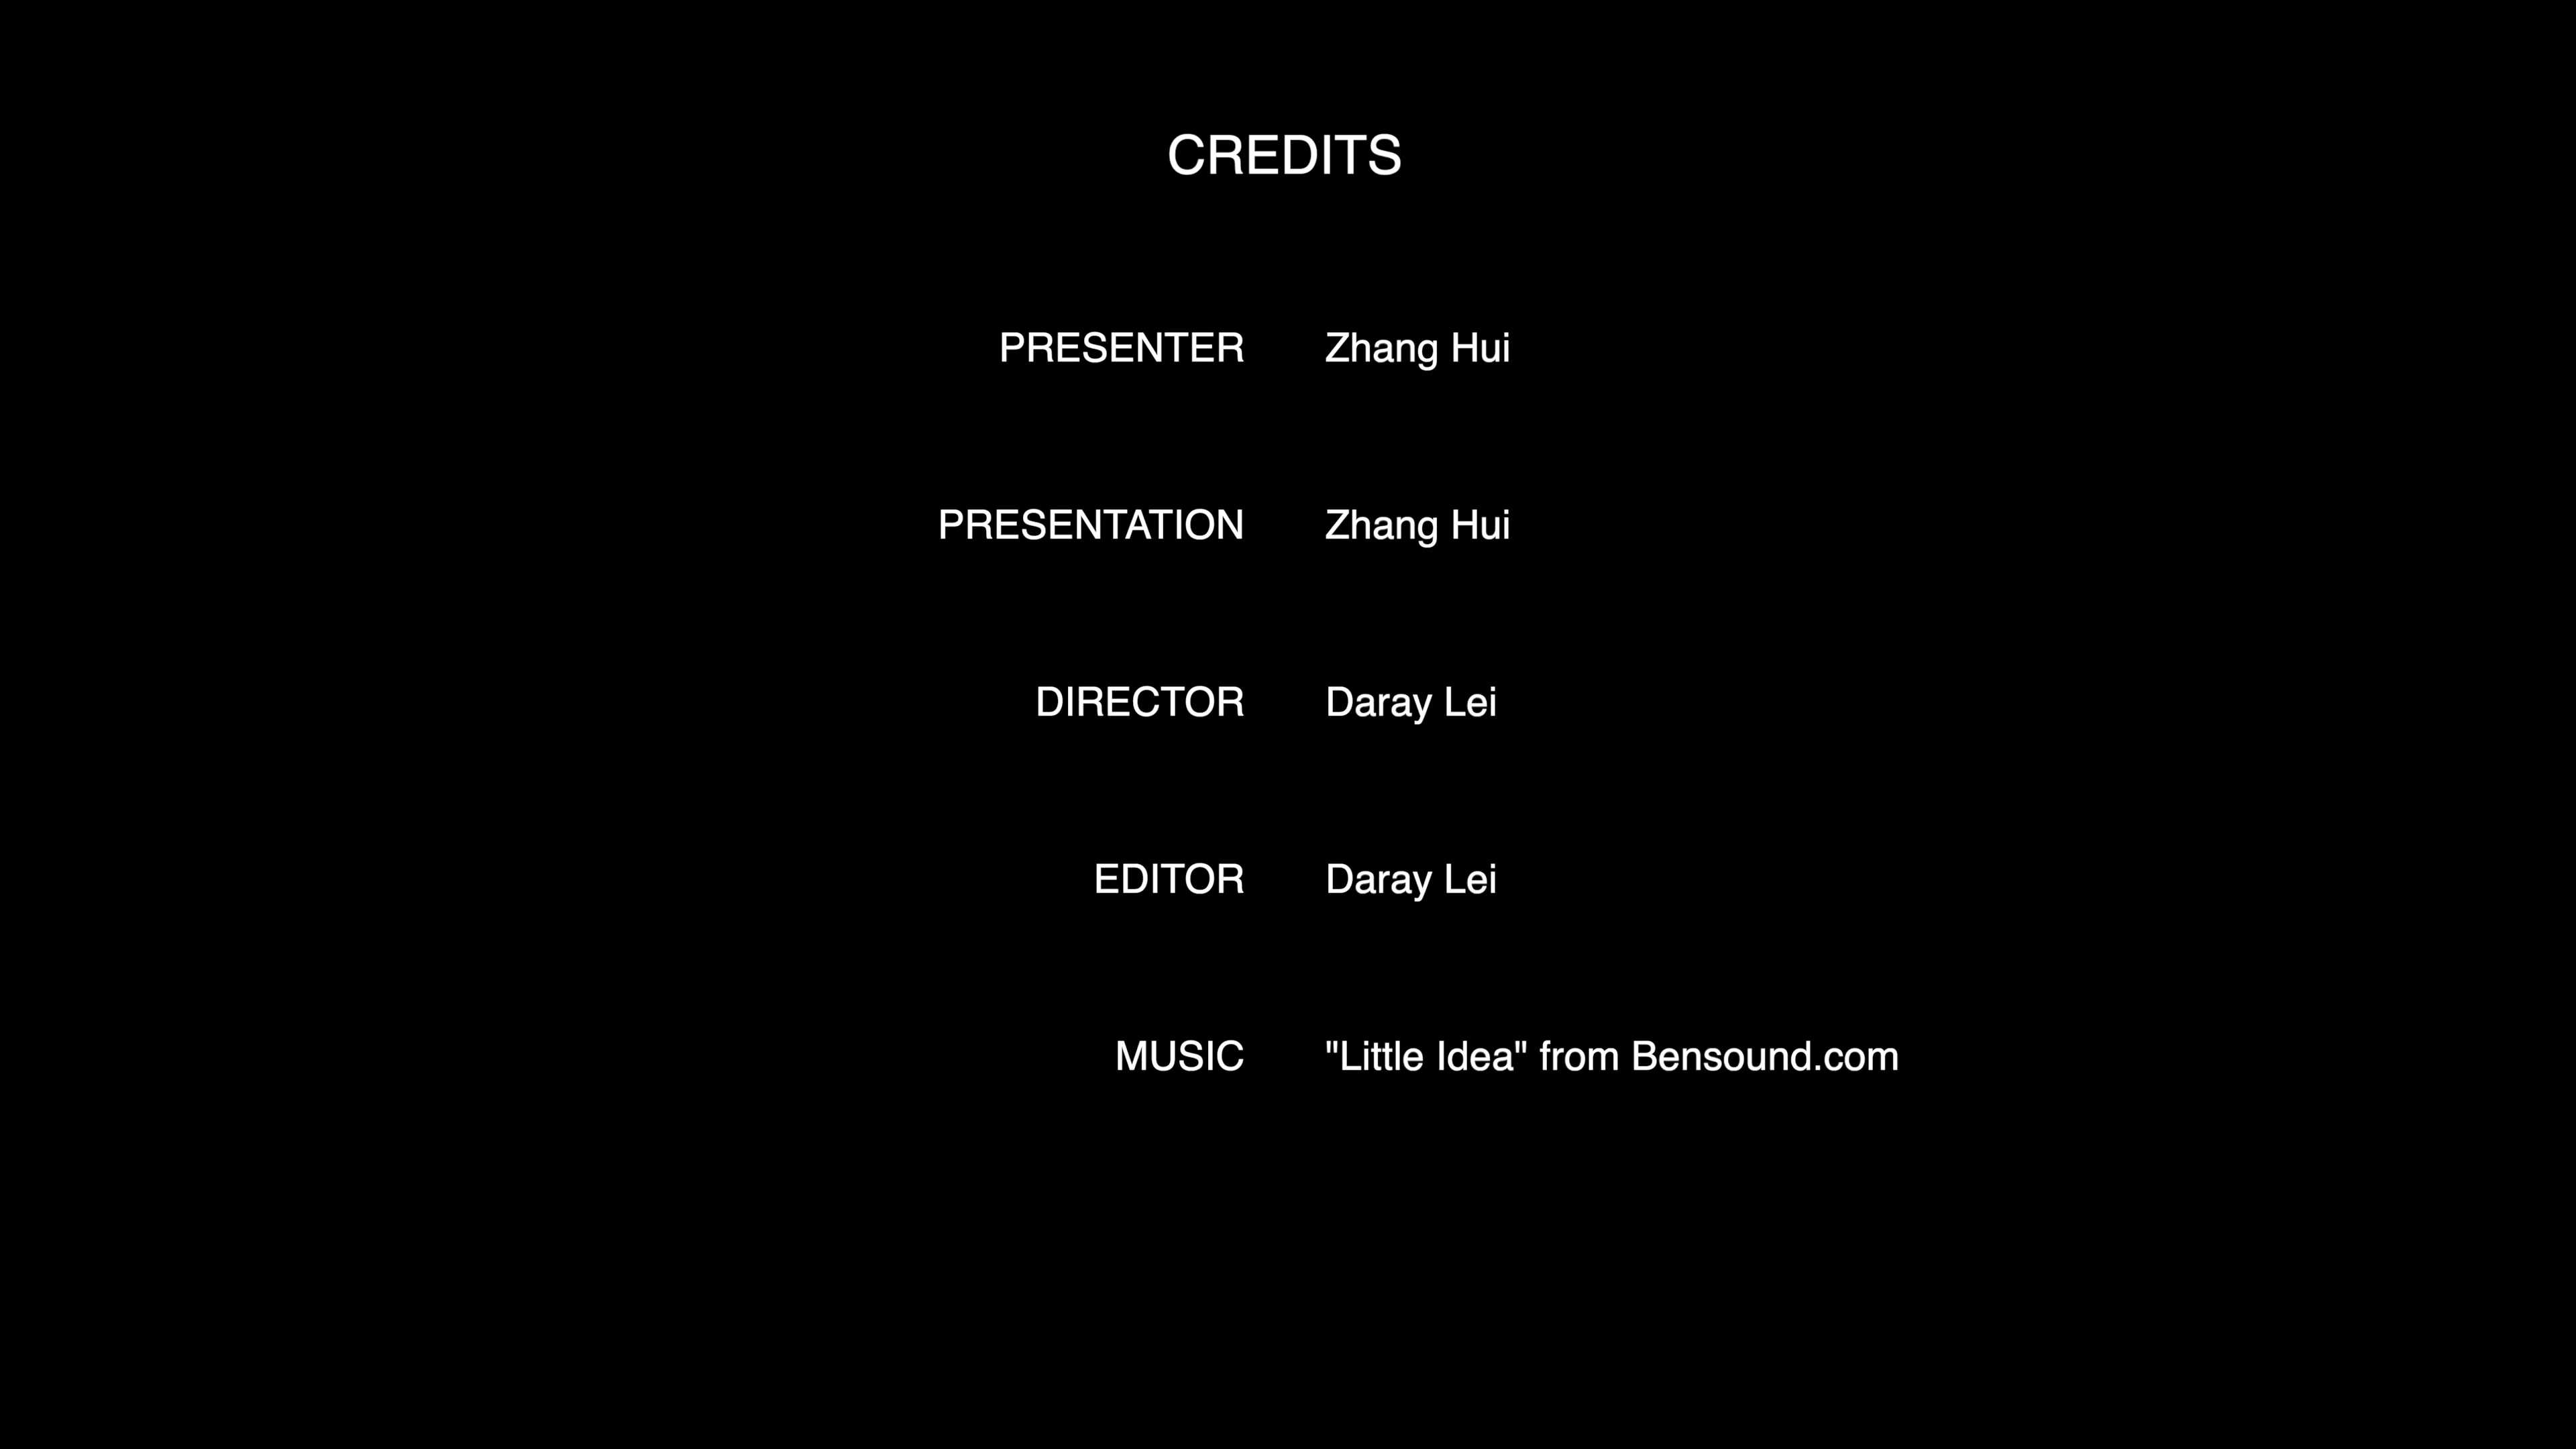 CREDITS
PRESENTER Zhang Hui
PRESENTATION Zhang Hui
DIRECTOR Daray Lei
EDITOR Daray Lei
MUSIC "Little Idea" from Bensound.com